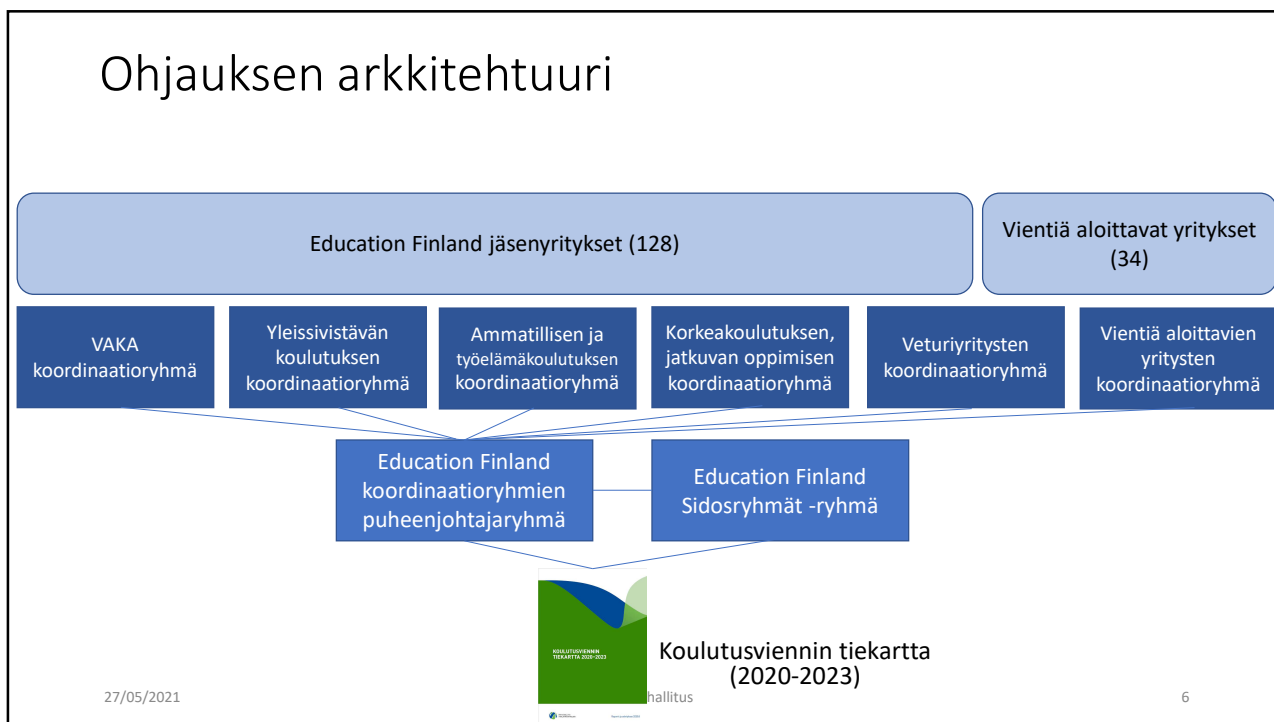 Ohjauksen arkkitehtuuri
Education Finland jäsenyritykset (128)
Vientiä aloittavat yritykset
(34)
VAKA
koordinaatioryhmä
Yleissivistävän
koulutuksen
koordinaatioryhmä
Ammatillisen ja
työelämäkoulutuksen
koordinaatioryhmä
Korkeakoulutuksen,
jatkuvan oppimisen
koordinaatioryhmä
Veturiyritysten
koordinaatioryhmä
Vientiä aloittavien
yritysten
koordinaatioryhmä
Education Finland
koordinaatioryhmien
puheenjohtajaryhmä
Education Finland
Sidosryhmät -ryhmä
KOULUTUSVIENNIN
TIEKARTTA 2020–2023
Koulutusviennin tiekartta
(2020-2023)
27/05/2021
hallitus
6